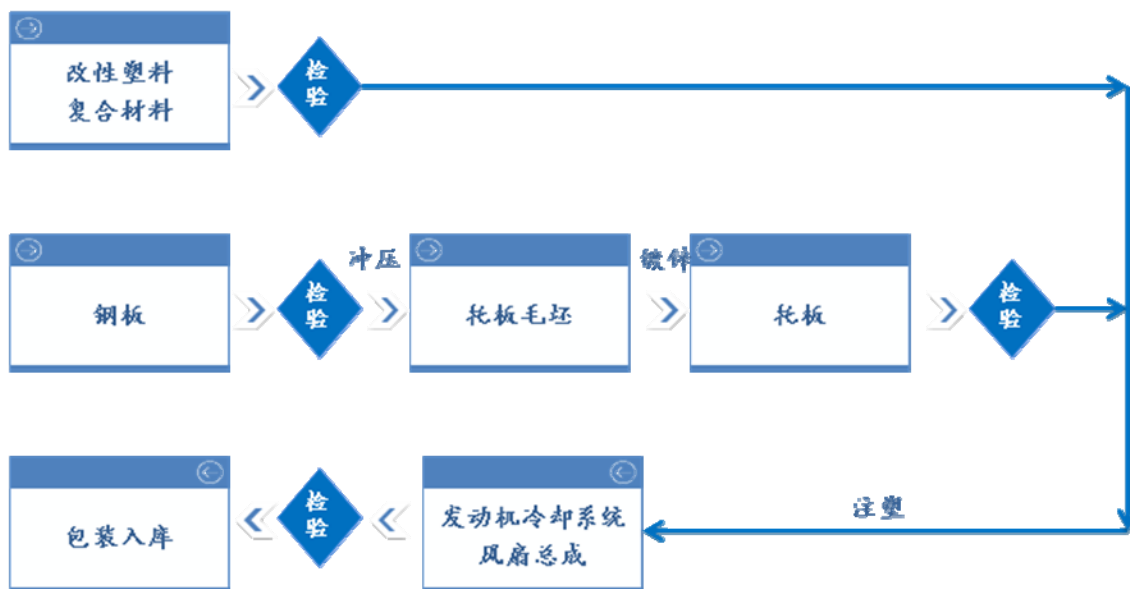 改性塑料
复合材料
检
验
冲压
镀锌
钢板
检
验
托板毛坯
托板
检
验
包装入库
检
验
发动机冷却系统
风扇总成
注塑